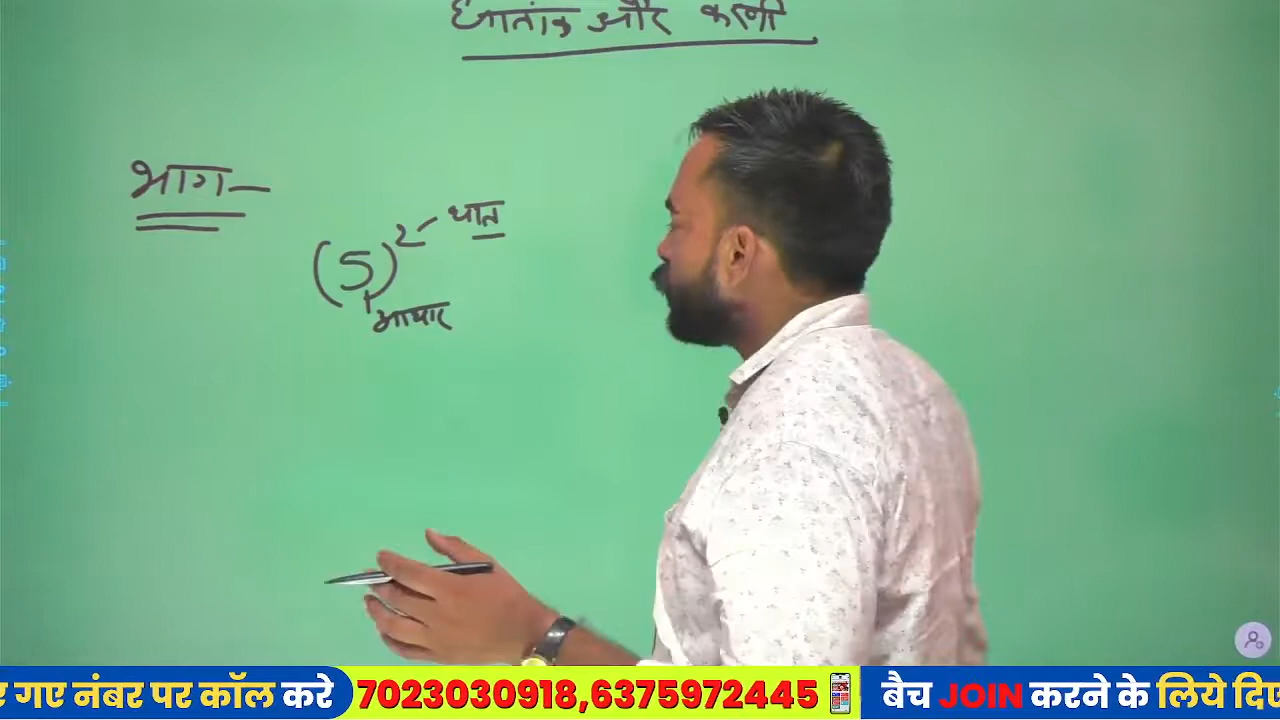 घातांक और करणी
भाग-
(5)² - घात
आधार
ए गए नंबर पर कॉल करे 7023030918,6375972445 बैच JOIN करने के लिये दिए